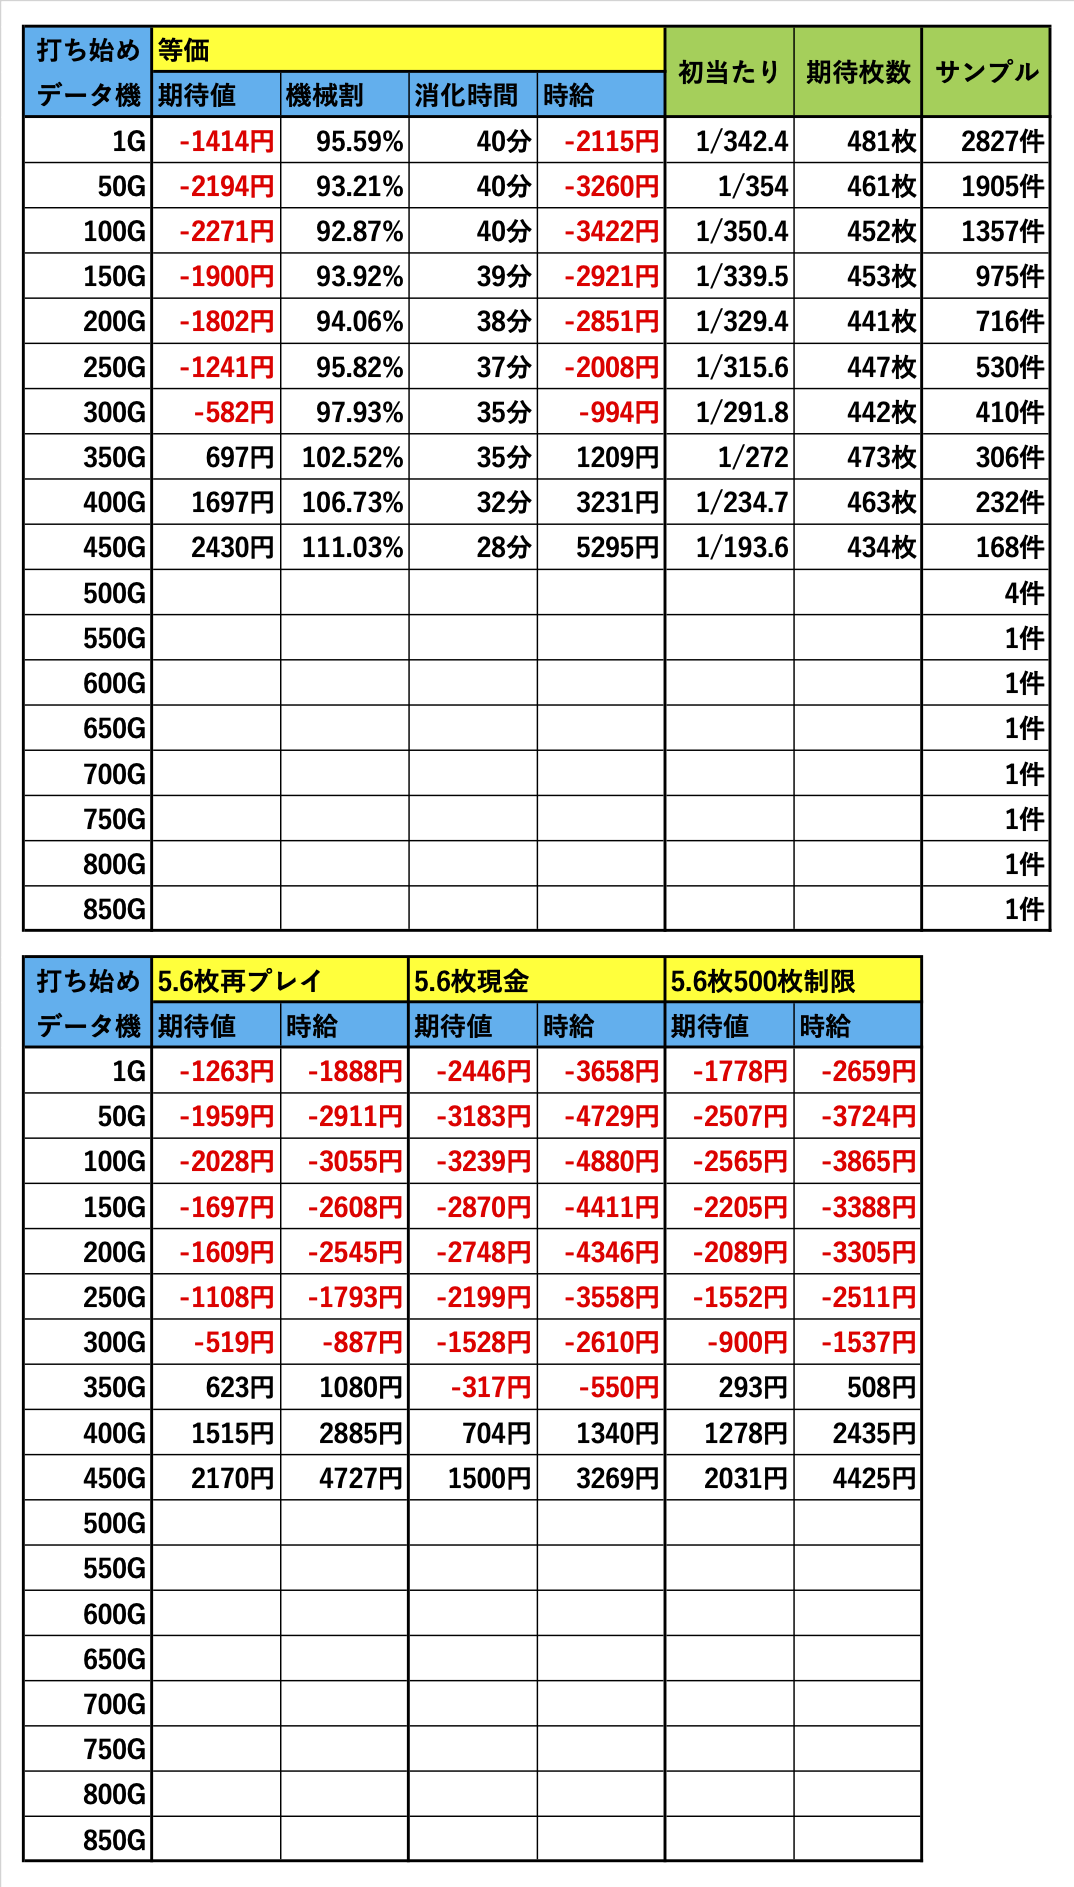 打ち始め 等価 初当たり 期待枚数 サンプル
データ機 期待値 機械割 消化時間 時給
1G -1414円 95.59% 40分 -2115円 1/342.4 481枚 2827件
50G -2194円 93.21% 40分 -3260円 1/354 461枚 1905件
100G -2271円 92.87% 40分 -3422円 1/350.4 452枚 1357件
150G -1900円 93.92% 39分 -2921円 1/339.5 453枚 975件
200G -1802円 94.06% 38分 -2851円 1/329.4 441枚 716件
250G -1241円 95.82% 37分 -2008円 1/315.6 447枚 530件
300G -582円 97.93% 35分 -994円 1/291.8 442枚 410件
350G 697円 102.52% 35分 1209円 1/272 473枚 306件
400G 1697円 106.73% 32分 3231円 1/234.7 463枚 232件
450G 2430円 111.03% 28分 5295円 1/193.6 434枚 168件
500G 4件
550G 1件
600G 1件
650G 1件
700G 1件
750G 1件
800G 1件
850G 1件
打ち始め 5.6枚再プレイ 5.6枚現金 5.6枚500枚制限
データ機 期待値 時給 期待値 時給 期待値 時給
1G -1263円 -1888円 -2446円 -3658円 -1778円 -2659円
50G -1959円 -2911円 -3183円 -4729円 -2507円 -3724円
100G -2028円 -3055円 -3239円 -4880円 -2565円 -3865円
150G -1697円 -2608円 -2870円 -4411円 -2205円 -3388円
200G -1609円 -2545円 -2748円 -4346円 -2089円 -3305円
250G -1108円 -1793円 -2199円 -3558円 -1552円 -2511円
300G -519円 -887円 -1528円 -2610円 -900円 -1537円
350G 623円 1080円 -317円 -550円 293円 508円
400G 1515円 2885円 704円 1340円 1278円 2435円
450G 2170円 4727円 1500円 3269円 2031円 4425円
500G
550G
600G
650G
700G
750G
800G
850G